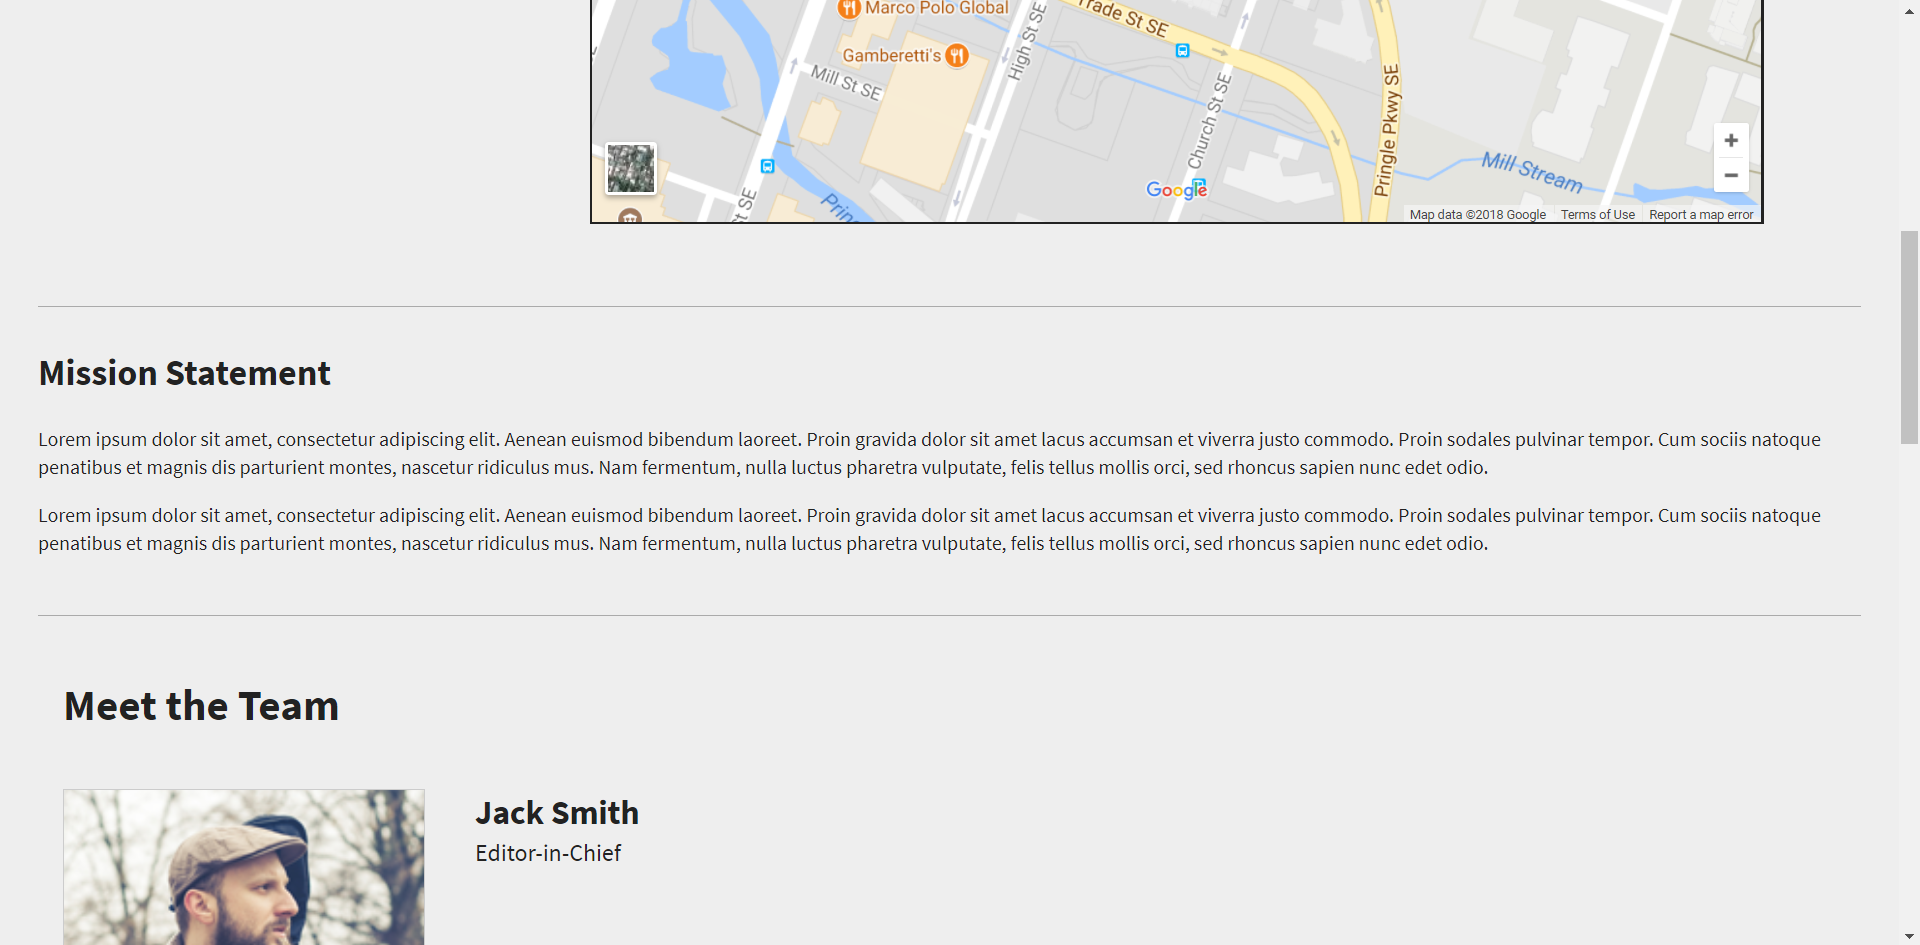 Marco Polo Global
Trade St SE
High St SE
Gamberetti's
Mill St SE
Church St SE
Pringle Pkwy SE
Mill Stream
St SE
Google
Map data ©2018 Google Terms of Use Report a map error
Mission Statement
Lorem ipsum dolor sit amet, consectetur adipiscing elit. Aenean euismod bibendum laoreet. Proin gravida dolor sit amet lacus accumsan et viverra justo commodo. Proin sodales pulvinar tempor. Cum sociis natoque
penatibus et magnis dis parturient montes, nascetur ridiculus mus. Nam fermentum, nulla luctus pharetra vulputate, felis tellus mollis orci, sed rhoncus sapien nunc edet odio.
Lorem ipsum dolor sit amet, consectetur adipiscing elit. Aenean euismod bibendum laoreet. Proin gravida dolor sit amet lacus accumsan et viverra justo commodo. Proin sodales pulvinar tempor. Cum sociis natoque
penatibus et magnis dis parturient montes, nascetur ridiculus mus. Nam fermentum, nulla luctus pharetra vulputate, felis tellus mollis orci, sed rhoncus sapien nunc edet odio.
Meet the Team
Jack Smith
Editor-in-Chief